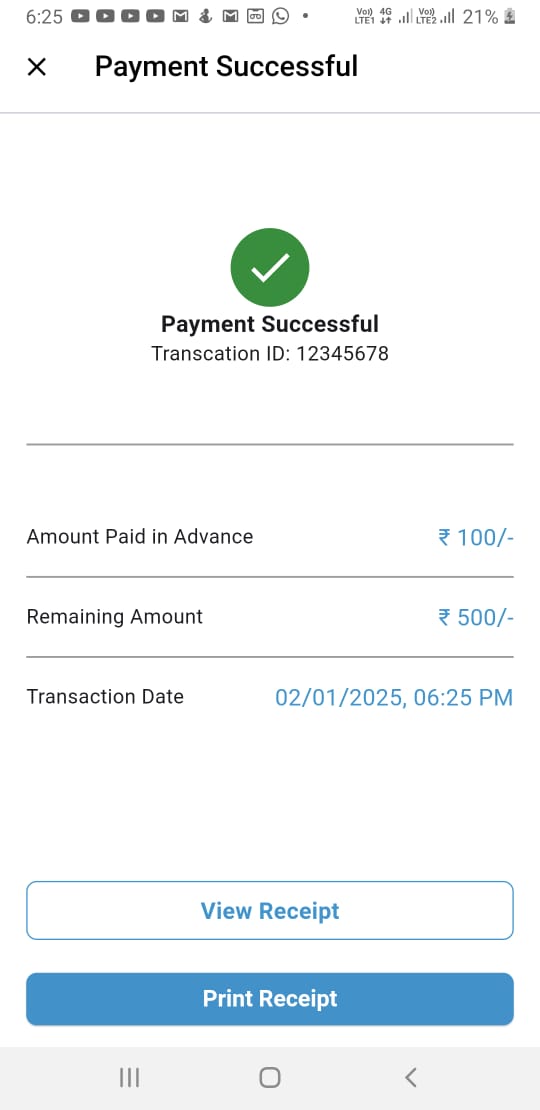 6:25 Vo) LTE1 4G Vo) LTE2 21%
Payment Successful
Payment Successful
Transcation ID: 12345678
Amount Paid in Advance ₹ 100/-
Remaining Amount ₹ 500/-
Transaction Date 02/01/2025, 06:25 PM
View Receipt
Print Receipt